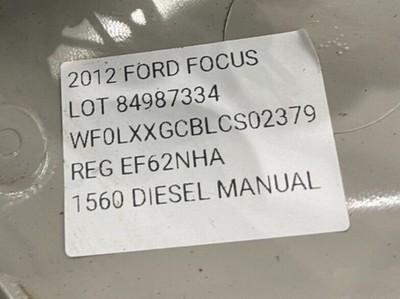 2012 FORD FOCUS
LOT 84987334
WF0LXXGCBLCS02379
REG EF62NHA
1560 DIESEL MANUAL